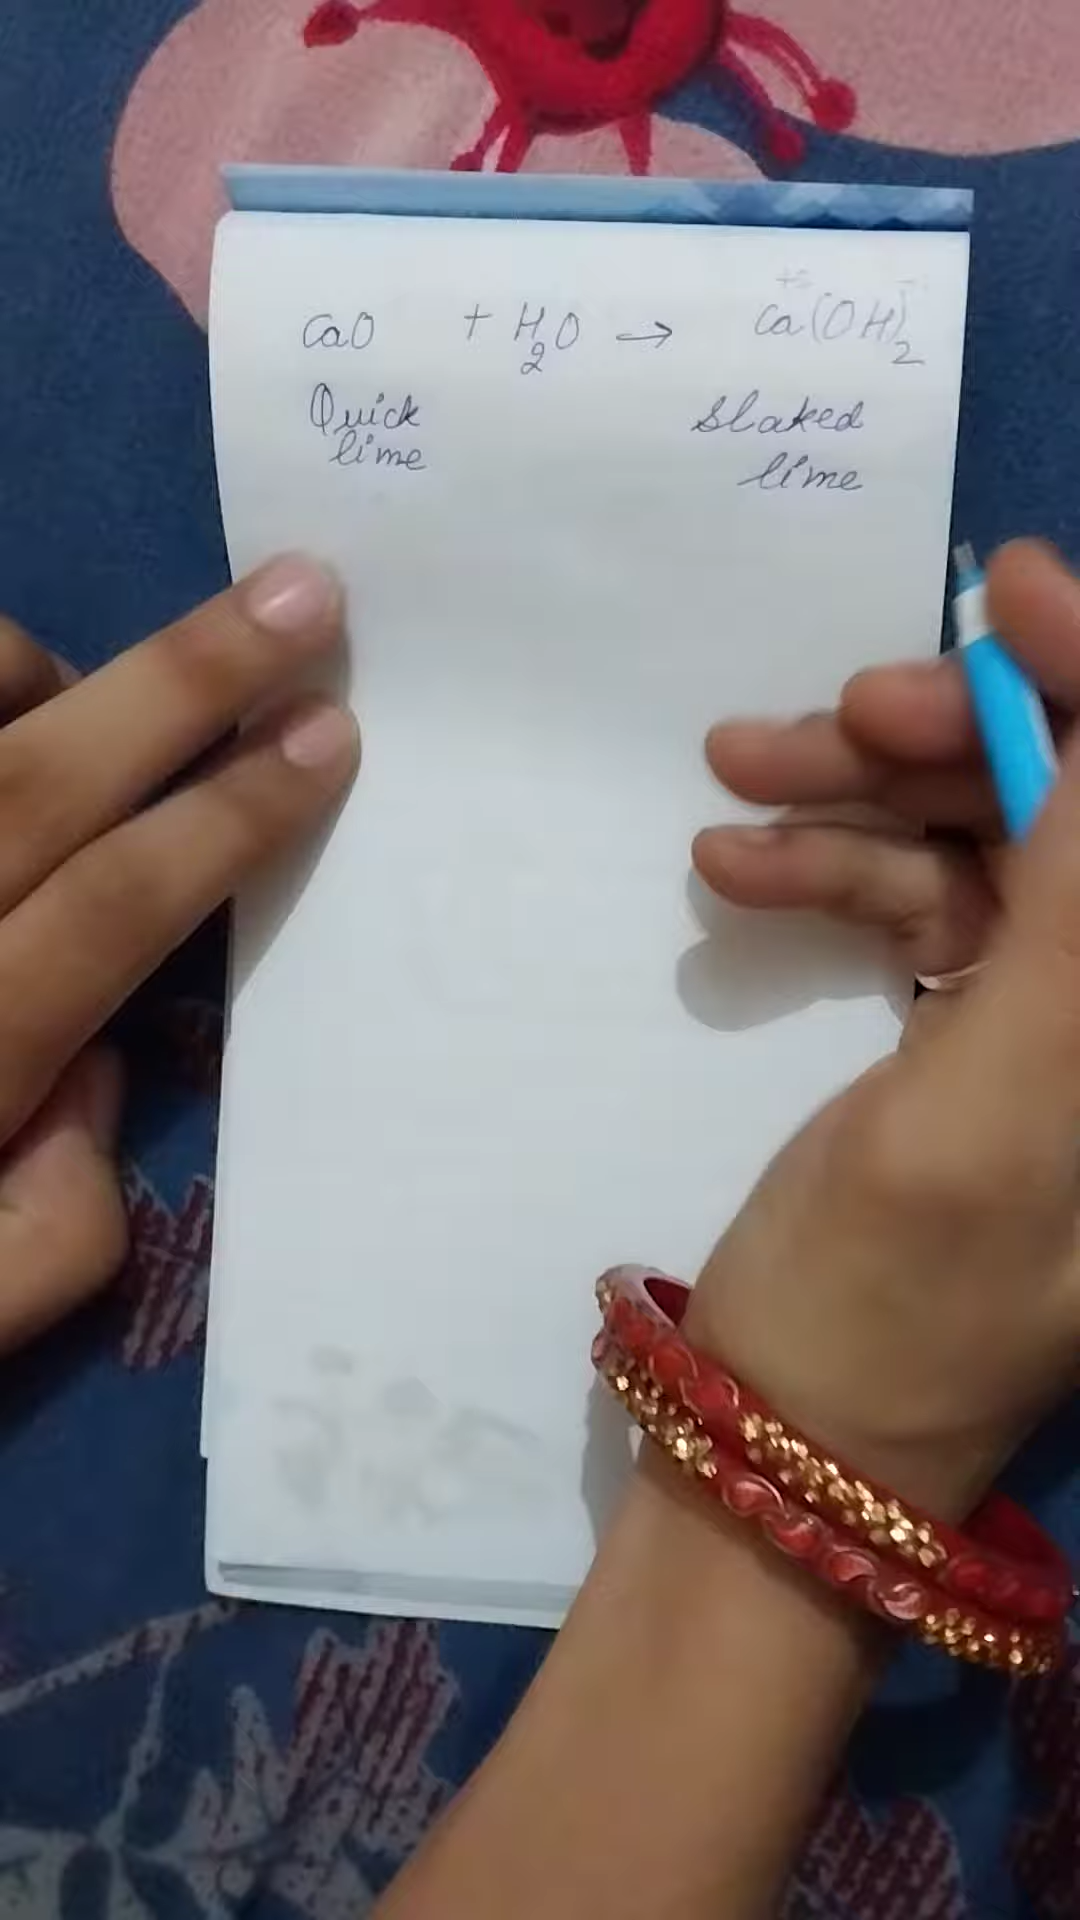 CaO + H2O → Ca(OH)2
Quick Slaked
lime lime